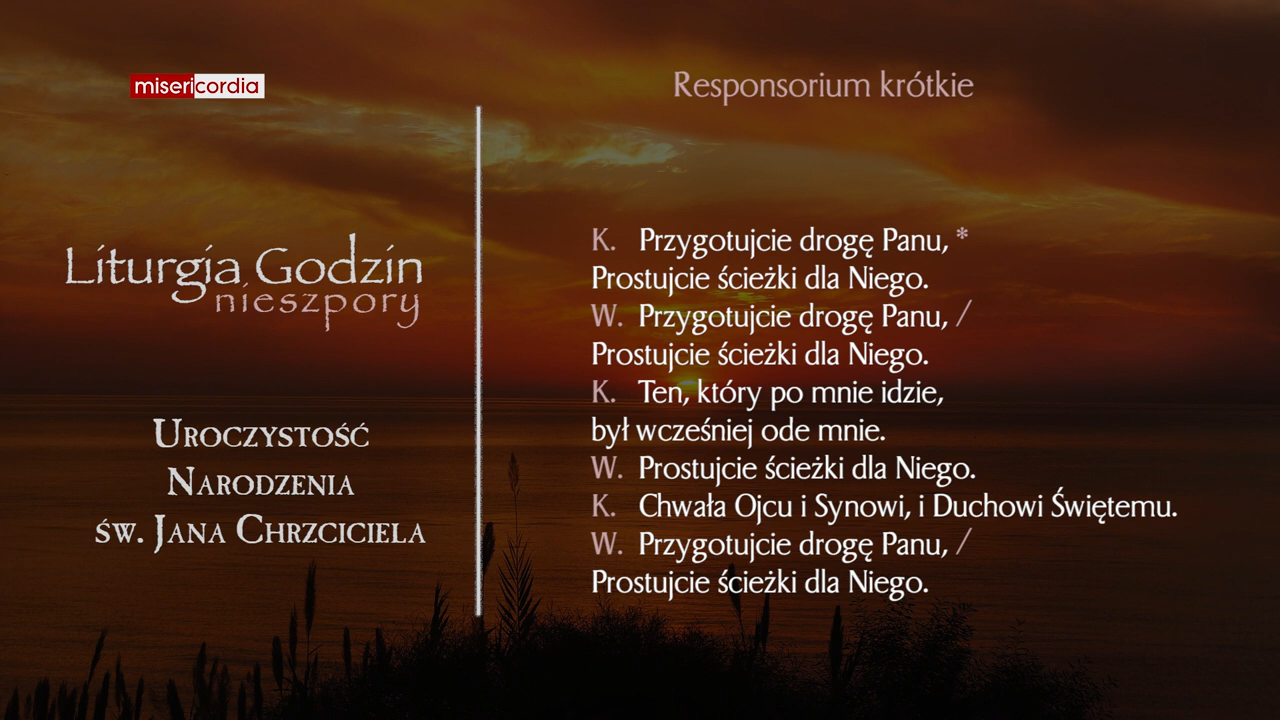 misericordia
Liturgia Godzin
nieszpory
Uroczystość
Narodzenia
św. Jana Chrzciciela
Responsorium krótkie
K. Przygotujcie drogę Panu, *
Prostujcie ścieżki dla Niego.
W. Przygotujcie drogę Panu, /
Prostujcie ścieżki dla Niego.
K. Ten, który po mnie idzie,
był wcześniej ode mnie.
W. Prostujcie ścieżki dla Niego.
K. Chwała Ojcu i Synowi, i Duchowi Świętemu.
W. Przygotujcie drogę Panu, /
Prostujcie ścieżki dla Niego.